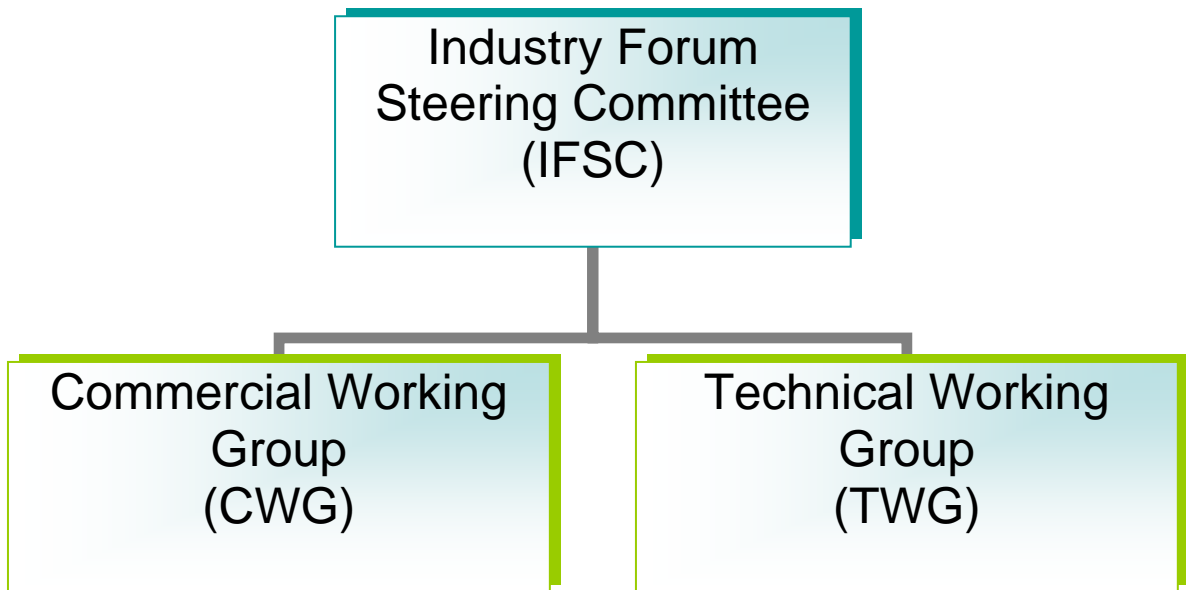 Industry Forum
Steering Committee
(IFSC)
Commercial Working
Group
(CWG)
Technical Working
Group
(TWG)